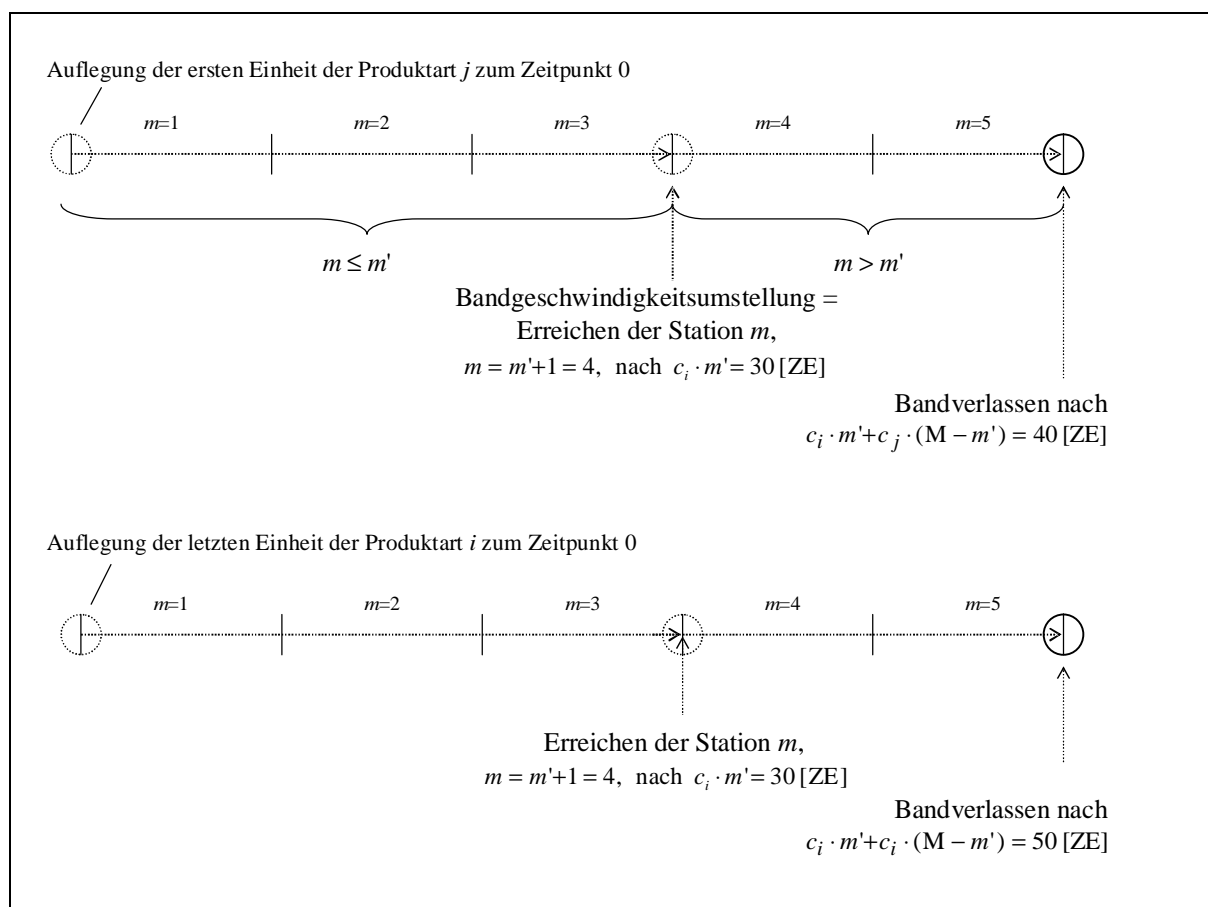 Auflegung der ersten Einheit der Produktart j zum Zeitpunkt 0
m=1 m=2 m=3 m=4 m=5
m ≤ m' m > m'
Bandgeschwindigkeitsumstellung =
Erreichen der Station m,
m = m'+1 = 4, nach c_i · m' = 30 [ZE]
Bandverlassen nach
c_i · m'+c_j · (M − m') = 40 [ZE]
Auflegung der letzten Einheit der Produktart i zum Zeitpunkt 0
m=1 m=2 m=3 m=4 m=5
Erreichen der Station m,
m = m'+1 = 4, nach c_i · m' = 30 [ZE]
Bandverlassen nach
c_i · m'+c_i · (M − m') = 50 [ZE]